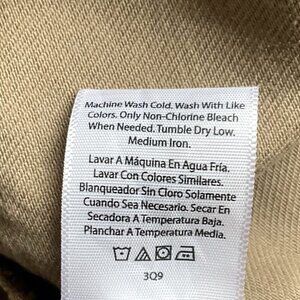 Machine Wash Cold. Wash With Like
Colors. Only Non-Chlorine Bleach
When Needed. Tumble Dry Low.
Medium Iron.
Lavar A Máquina En Agua Fría.
Lavar Con Colores Similares.
Blanqueador Sin Cloro Solamente
Cuando Sea Necesario. Secar En
Secadora A Temperatura Baja.
Planchar A Temperatura Media.
3Q9